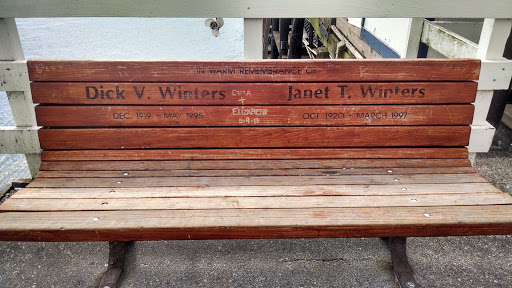 IN WARM REMEMBRANCE OF
Dick V. Winters Janet T. Winters
DEC. 1919 - MAY. 1995 OCT. 1920 - MARCH 1997
+
ELIZABETH